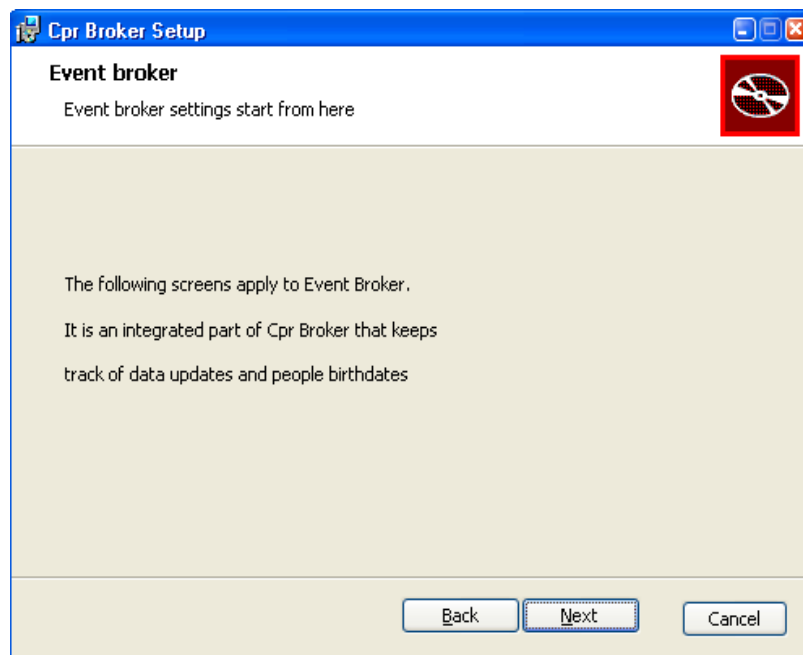 Cpr Broker Setup
Event broker
Event broker settings start from here
The following screens apply to Event Broker.
It is an integrated part of Cpr Broker that keeps
track of data updates and people birthdates
Back
Next
Cancel